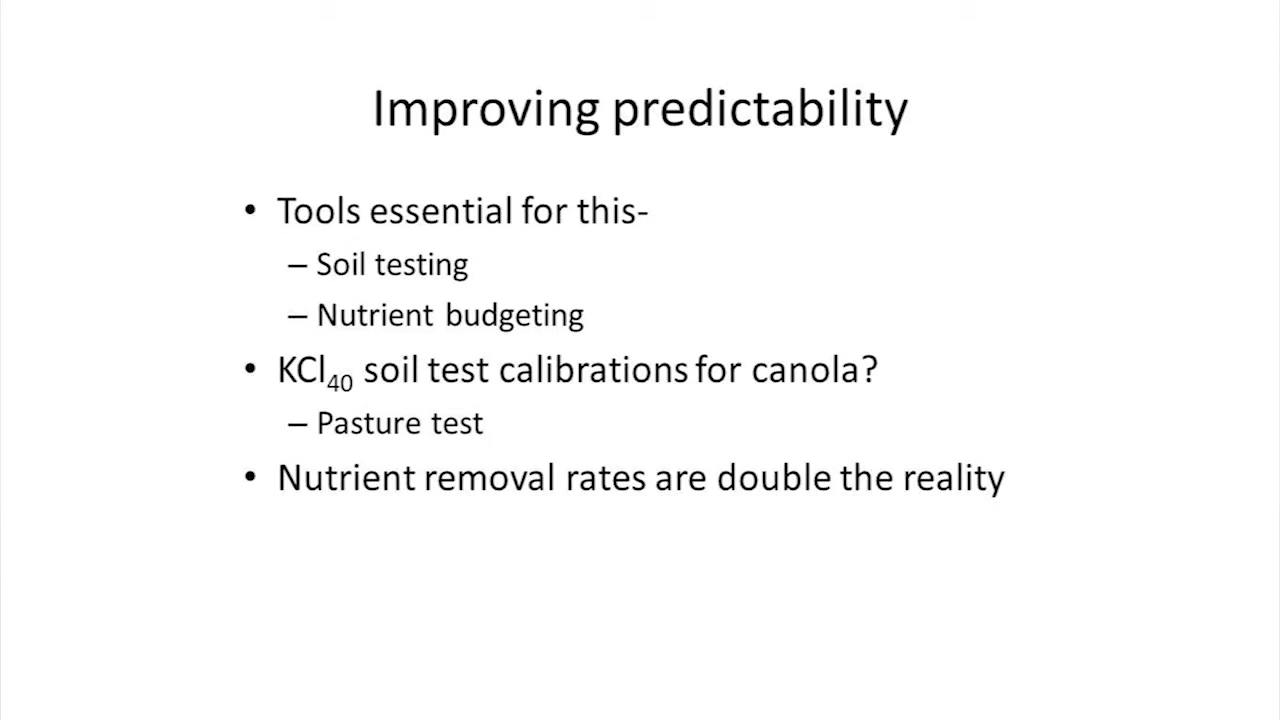 Improving predictability
• Tools essential for this-
– Soil testing
– Nutrient budgeting
• KCl₄₀ soil test calibrations for canola?
– Pasture test
• Nutrient removal rates are double the reality